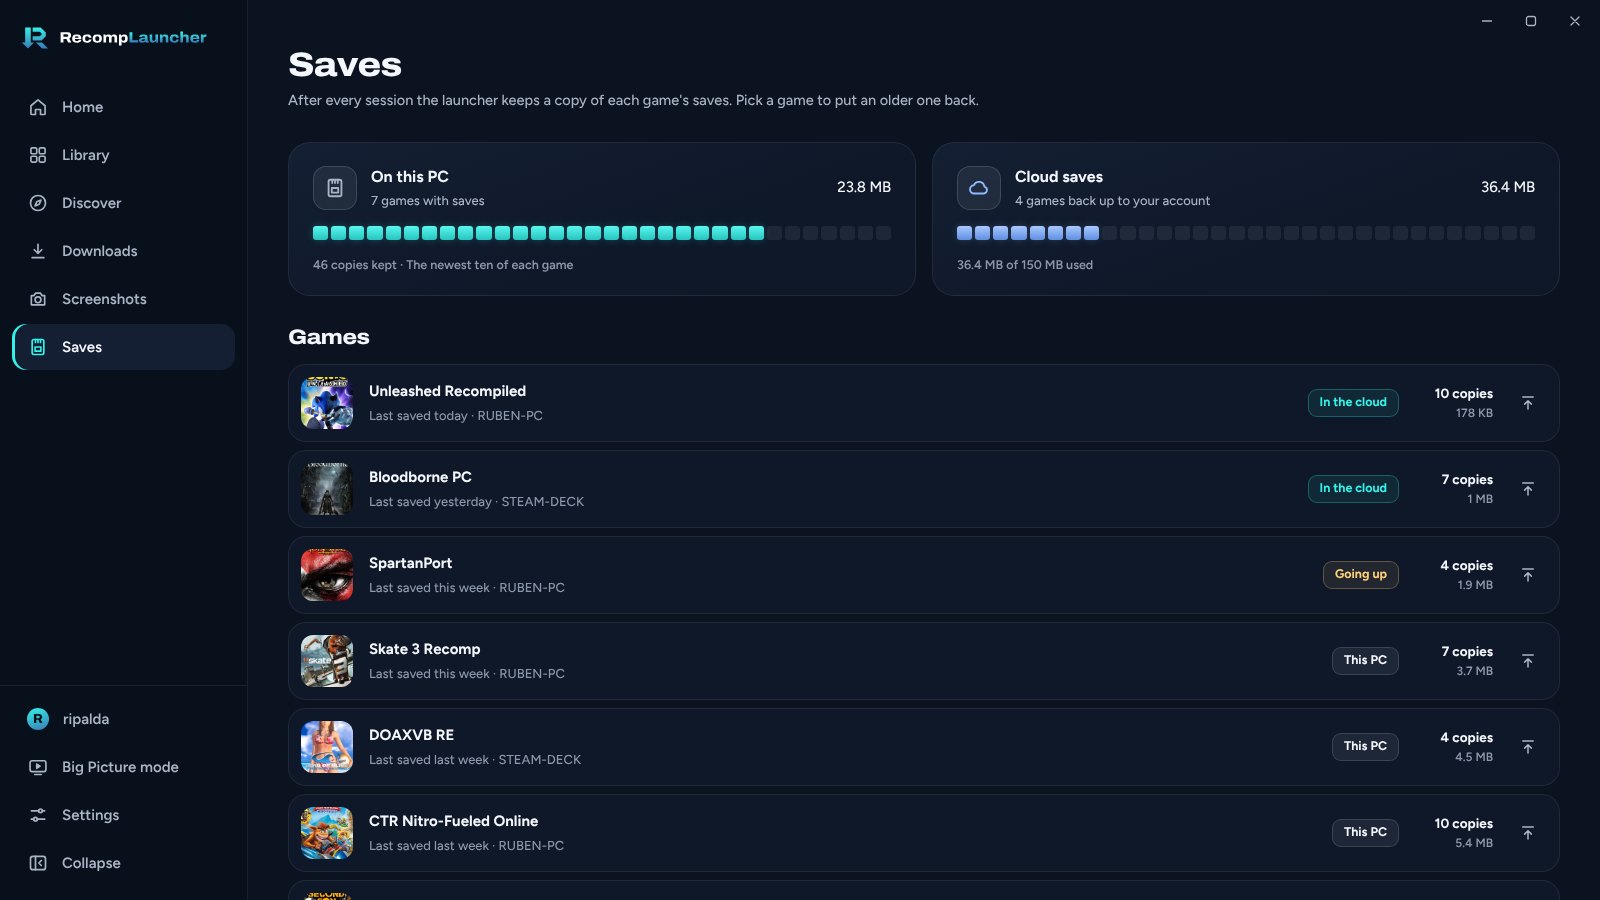 RecompLauncher
Home
Library
Discover
Downloads
Screenshots
Saves
R ripalda
Big Picture mode
Settings
Collapse
Saves
After every session the launcher keeps a copy of each game's saves. Pick a game to put an older one back.
On this PC
7 games with saves
23.8 MB
46 copies kept · The newest ten of each game
Cloud saves
4 games back up to your account
36.4 MB
36.4 MB of 150 MB used
Games
Unleashed Recompiled
Last saved today · RUBEN-PC
In the cloud
10 copies
178 KB
Bloodborne PC
Last saved yesterday · STEAM-DECK
In the cloud
7 copies
1 MB
SpartanPort
Last saved this week · RUBEN-PC
Going up
4 copies
1.9 MB
skate
Skate 3 Recomp
Last saved this week · RUBEN-PC
This PC
7 copies
3.7 MB
DOAXVB RE
Last saved last week · STEAM-DECK
This PC
4 copies
4.5 MB
CTR Nitro-Fueled Online
Last saved last week · RUBEN-PC
This PC
10 copies
5.4 MB